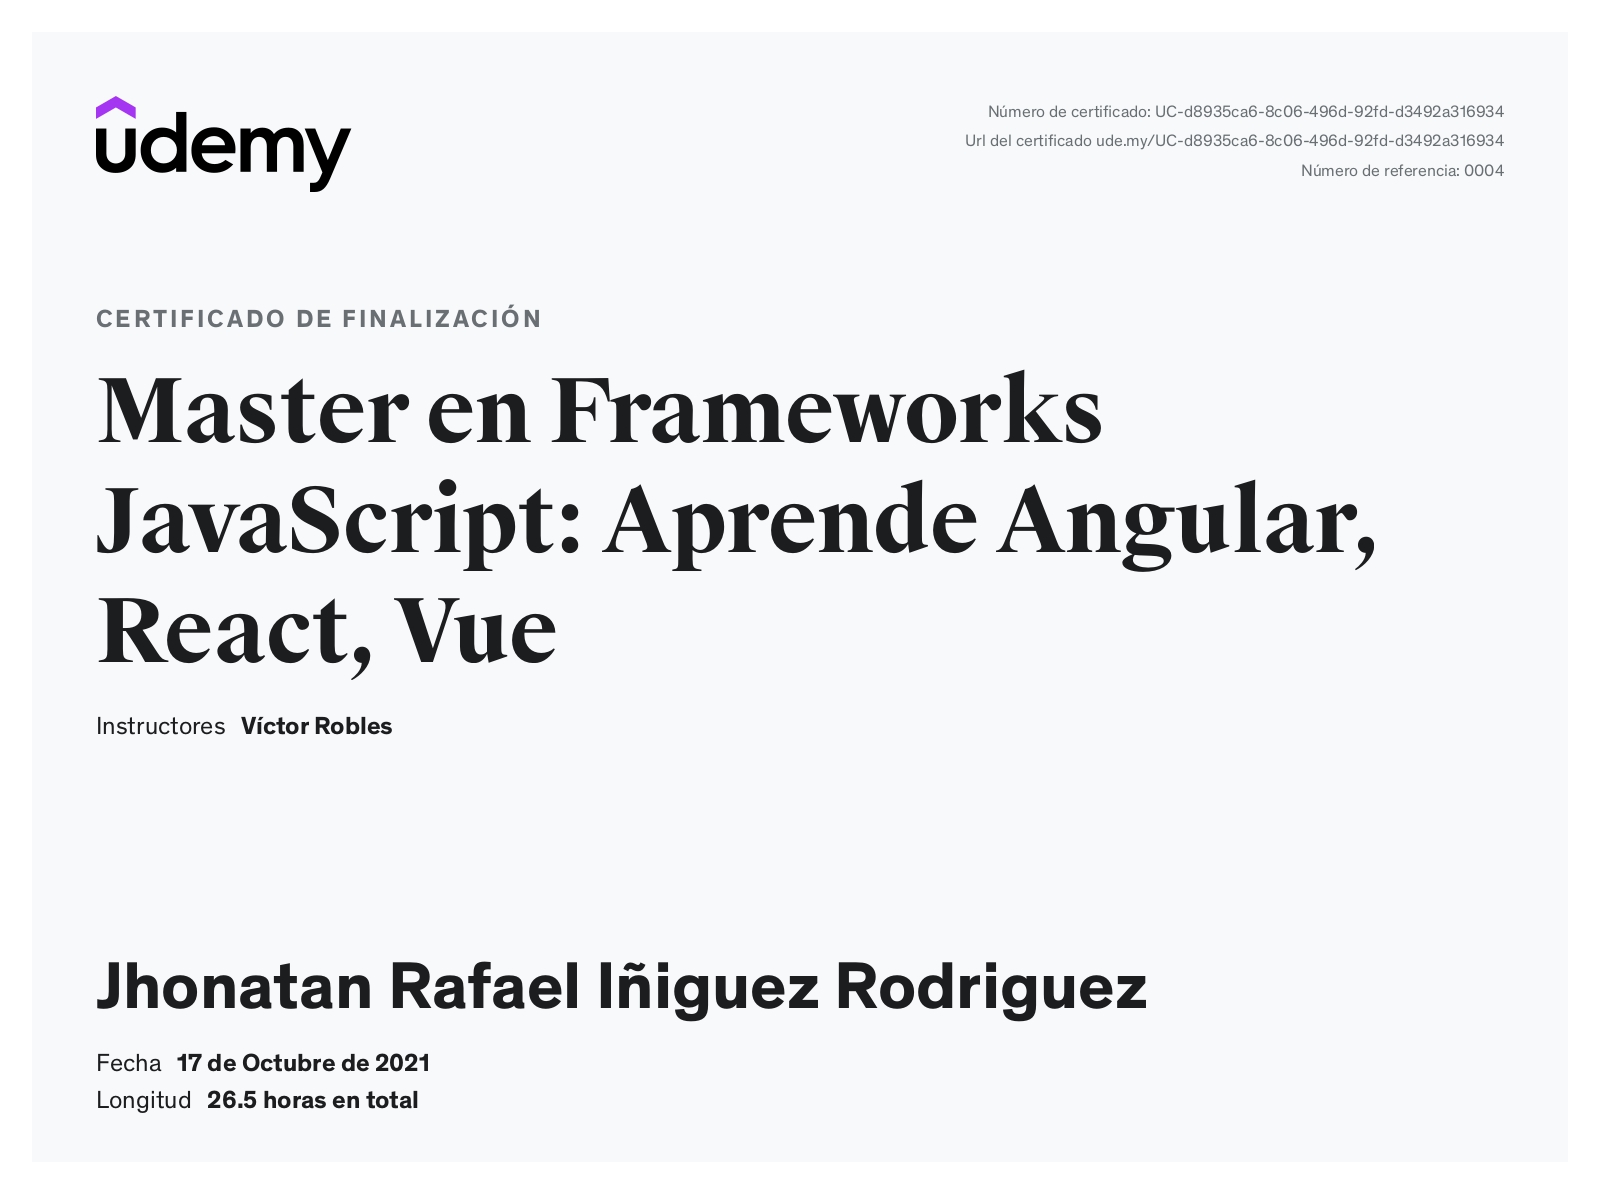 udemy
Número de certificado: UC-d8935ca6-8c06-496d-92fd-d3492a316934
Url del certificado ude.my/UC-d8935ca6-8c06-496d-92fd-d3492a316934
Número de referencia: 0004
CERTIFICADO DE FINALIZACIÓN
Master en Frameworks
JavaScript: Aprende Angular,
React, Vue
Instructores Víctor Robles
Jhonatan Rafael Iñiguez Rodriguez
Fecha 17 de Octubre de 2021
Longitud 26.5 horas en total